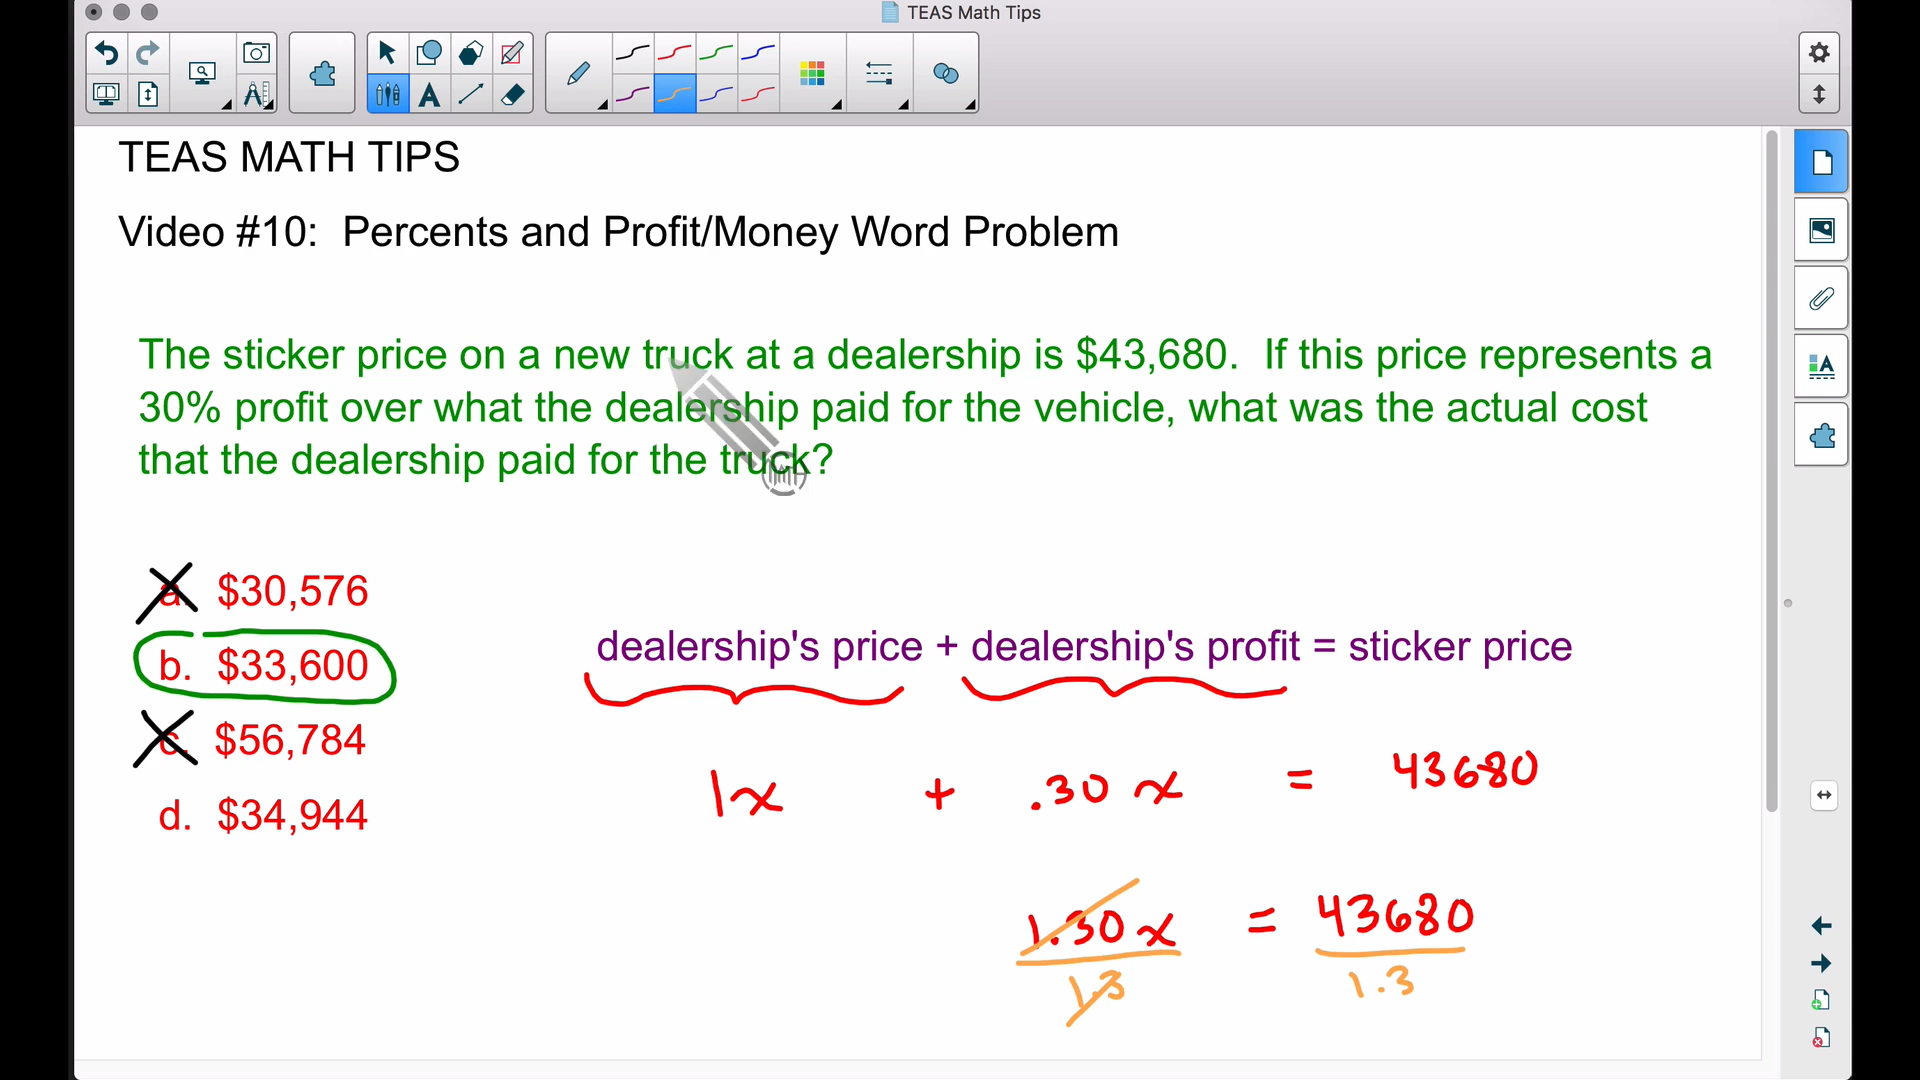 TEAS Math Tips
TEAS MATH TIPS
Video #10: Percents and Profit/Money Word Problem
The sticker price on a new truck at a dealership is $43,680. If this price represents a
30% profit over what the dealership paid for the vehicle, what was the actual cost
that the dealership paid for the truck?
a. $30,576
b. $33,600
c. $56,784
d. $34,944
dealership's price + dealership's profit = sticker price
1x + .30x = 43680
1.30x = 43680
1.3 1.3